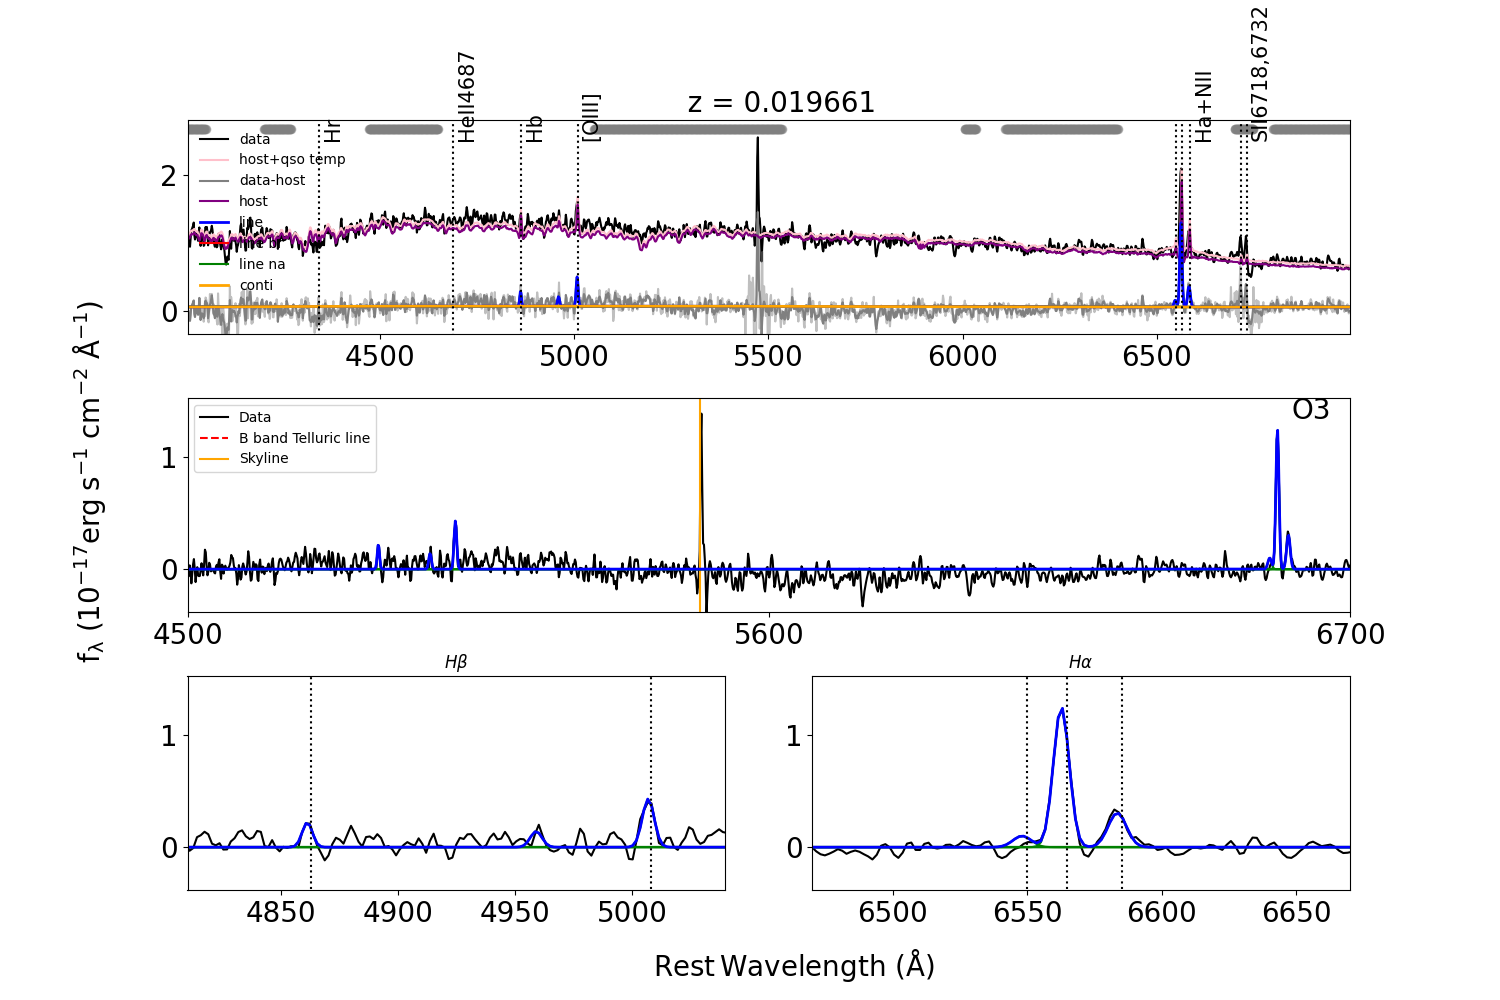 z = 0.019661
Hr
HeII4687
Hb
[OIII]
Ha+NII
SII6718,6732
data
host+qso temp
data-host
host
line
line na
conti
2
0
4500
5000
5500
6000
6500
Data
B band Telluric line
Skyline
O3
1
0
4500
5600
6700
Hβ
1
0
4850
4900
4950
5000
Hα
1
0
6500
6550
6600
6650
fλ (10−17erg s−1 cm−2 Å−1)
Rest Wavelength (Å)